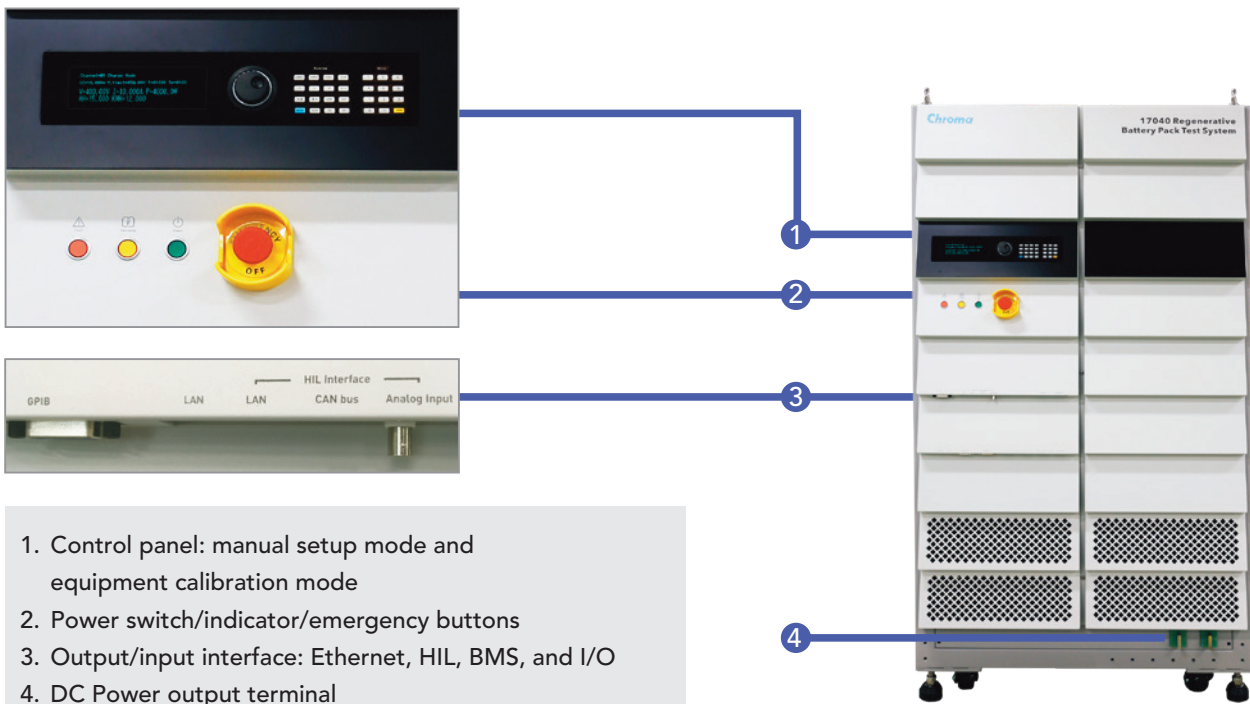 EMERGENCY
OFF
GPIB
LAN
HIL Interface
LAN
CAN bus
Analog Input
1. Control panel: manual setup mode and
equipment calibration mode
2. Power switch/indicator/emergency buttons
3. Output/input interface: Ethernet, HIL, BMS, and I/O
4. DC Power output terminal
1
2
3
4
Chroma
17040 Regenerative
Battery Pack Test System